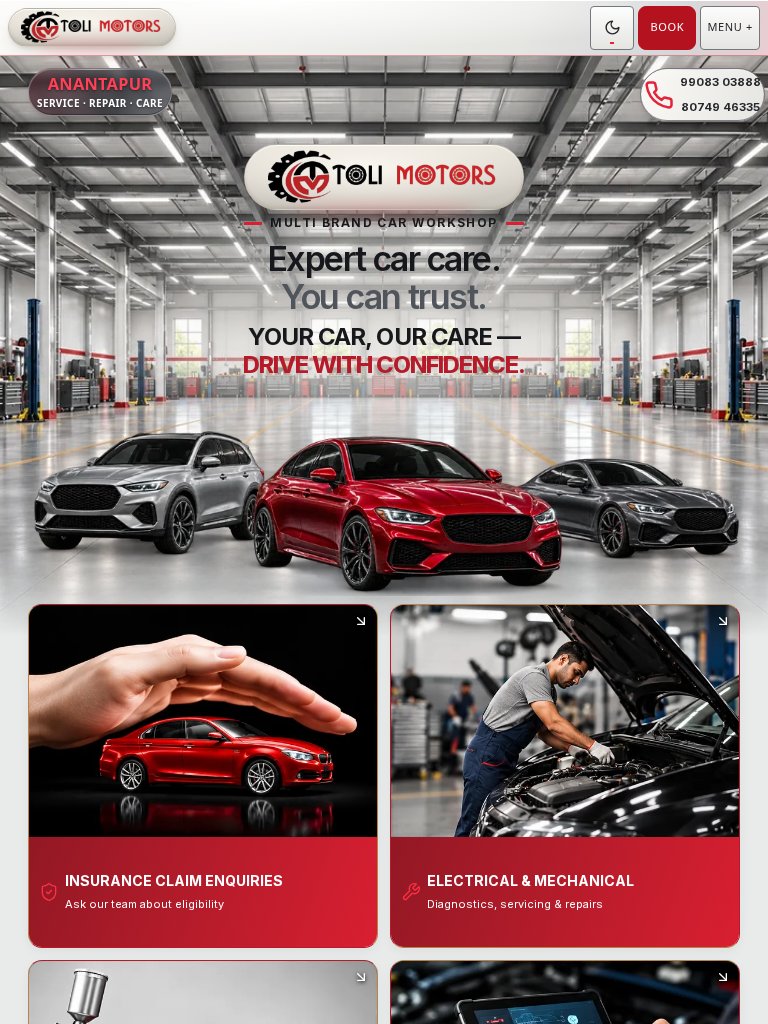 TOLI MOTORS
BOOK
MENU +
ANANTAPUR
SERVICE · REPAIR · CARE
99083 03888
80749 46335
TOLI MOTORS
MULTI BRAND CAR WORKSHOP
Expert car care.
You can trust.
YOUR CAR, OUR CARE —
DRIVE WITH CONFIDENCE.
INSURANCE CLAIM ENQUIRIES
Ask our team about eligibility
ELECTRICAL & MECHANICAL
Diagnostics, servicing & repairs